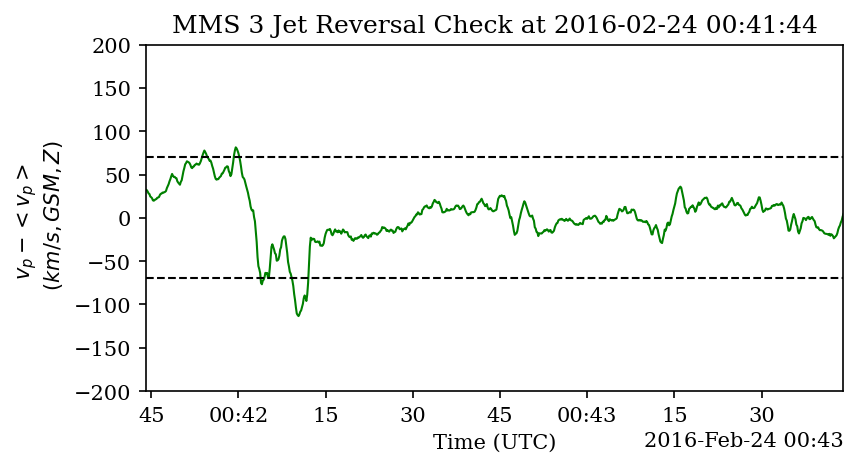 MMS 3 Jet Reversal Check at 2016-02-24 00:41:44
200
150
100
50
0
−50
−100
−150
−200
v_p − < v_p >
(km/s, GSM, Z)
45 00:42 15 30 45 00:43 15 30
Time (UTC)
2016-Feb-24 00:43